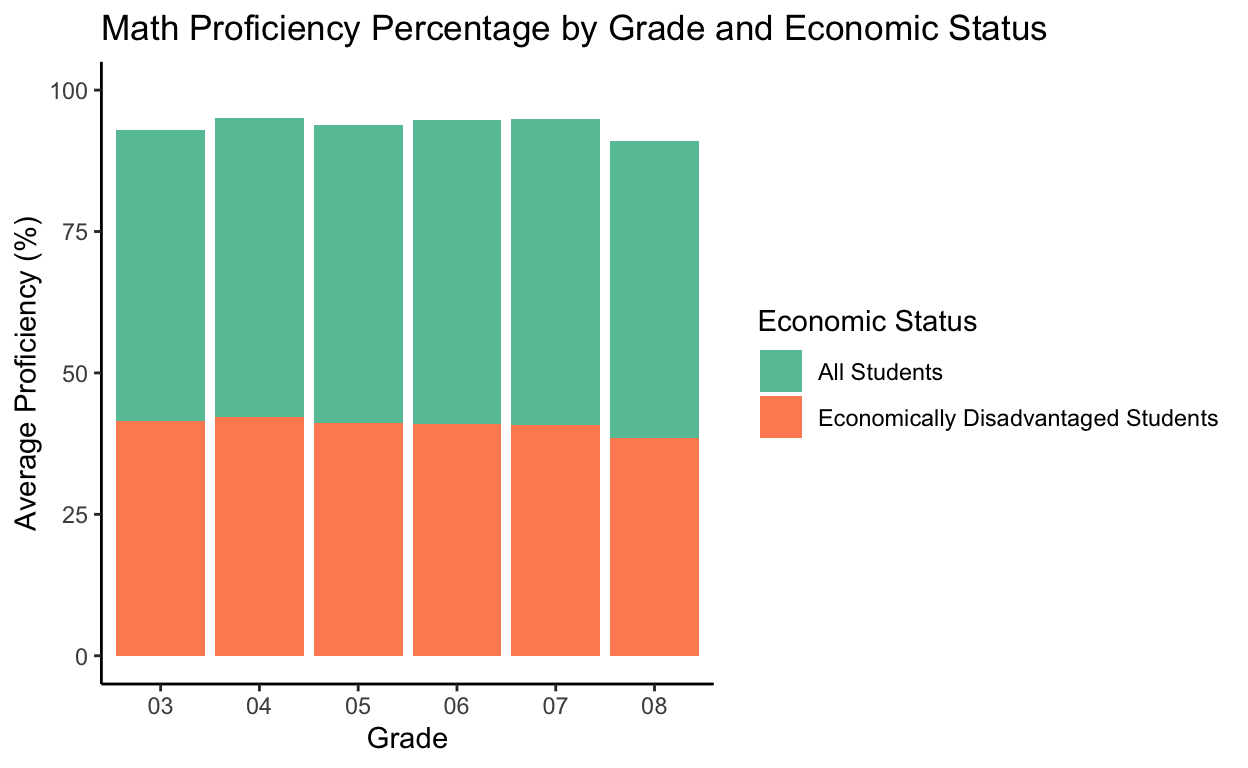 Math Proficiency Percentage by Grade and Economic Status
Average Proficiency (%)
100
75
50
25
0
03 04 05 06 07 08
Grade
Economic Status
All Students
Economically Disadvantaged Students